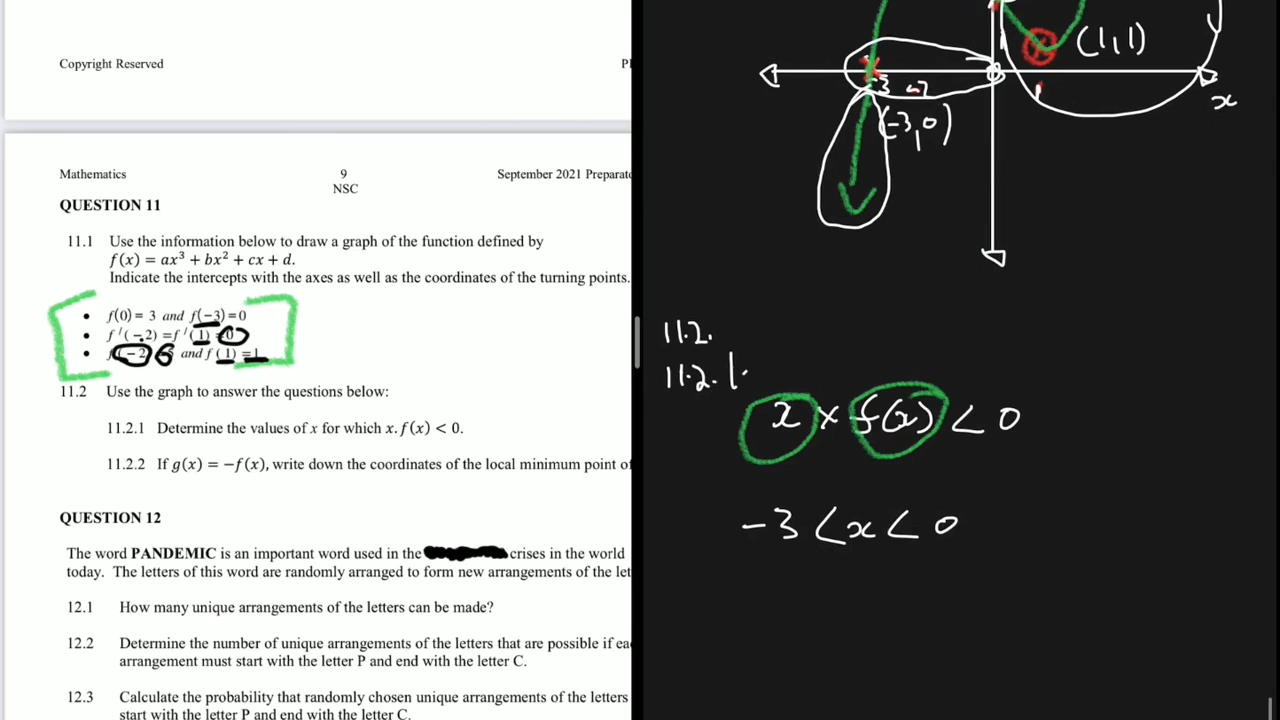 Copyright Reserved
Mathematics 9 September 2021
NSC
QUESTION 11
11.1 Use the information below to draw a graph of the function defined by
f(x) = ax³ + bx² + cx + d.
Indicate the intercepts with the axes as well as the coordinates of the turning points.
• f(0) = 3 and f(−3) = 0
• f ′(−2) = f ′(1) = 0
• and f (1) = 1
11.2 Use the graph to answer the questions below:
11.2.1 Determine the values of x for which x. f(x) < 0.
11.2.2 If g(x) = −f(x), write down the coordinates of the local minimum point
QUESTION 12
The word PANDEMIC is an important word used in the crises in the world
today. The letters of this word are randomly arranged to form new arrangements of the
12.1 How many unique arrangements of the letters can be made?
12.2 Determine the number of unique arrangements of the letters that are possible if
arrangement must start with the letter P and end with the letter C.
12.3 Calculate the probability that randomly chosen unique arrangements of the letters
start with the letter P and end with the letter C.
(1,1)
-3
(-3,0)
x
11.2.
11.2.1.
x × f(x) < 0
-3 < x < 0